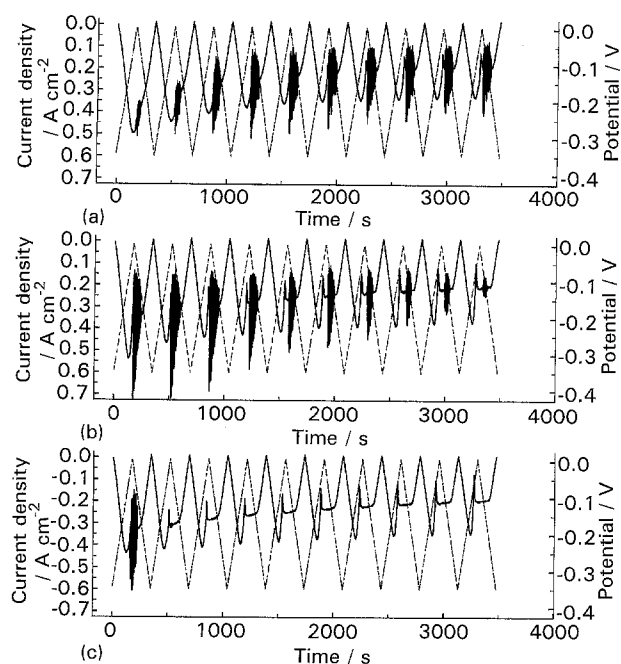 0.0
0.1
0.2
0.3
0.4
0.5
0.6
0.7
Current density
/ A cm-2
0.0
-0.1
-0.2
-0.3
-0.4
Potential / V
0 1000 2000 3000 4000
(a) Time / s
0.0
0.1
0.2
0.3
0.4
0.5
0.6
0.7
Current density
/ A cm-2
0.0
-0.1
-0.2
-0.3
-0.4
Potential / V
0 1000 2000 3000 4000
(b) Time / s
0.0
-0.1
-0.2
-0.3
-0.4
-0.5
-0.6
-0.7
Current density
/ A cm-2
0.0
-0.1
-0.2
-0.3
-0.4
Potential / V
0 1000 2000 3000 4000
(c) Time / s